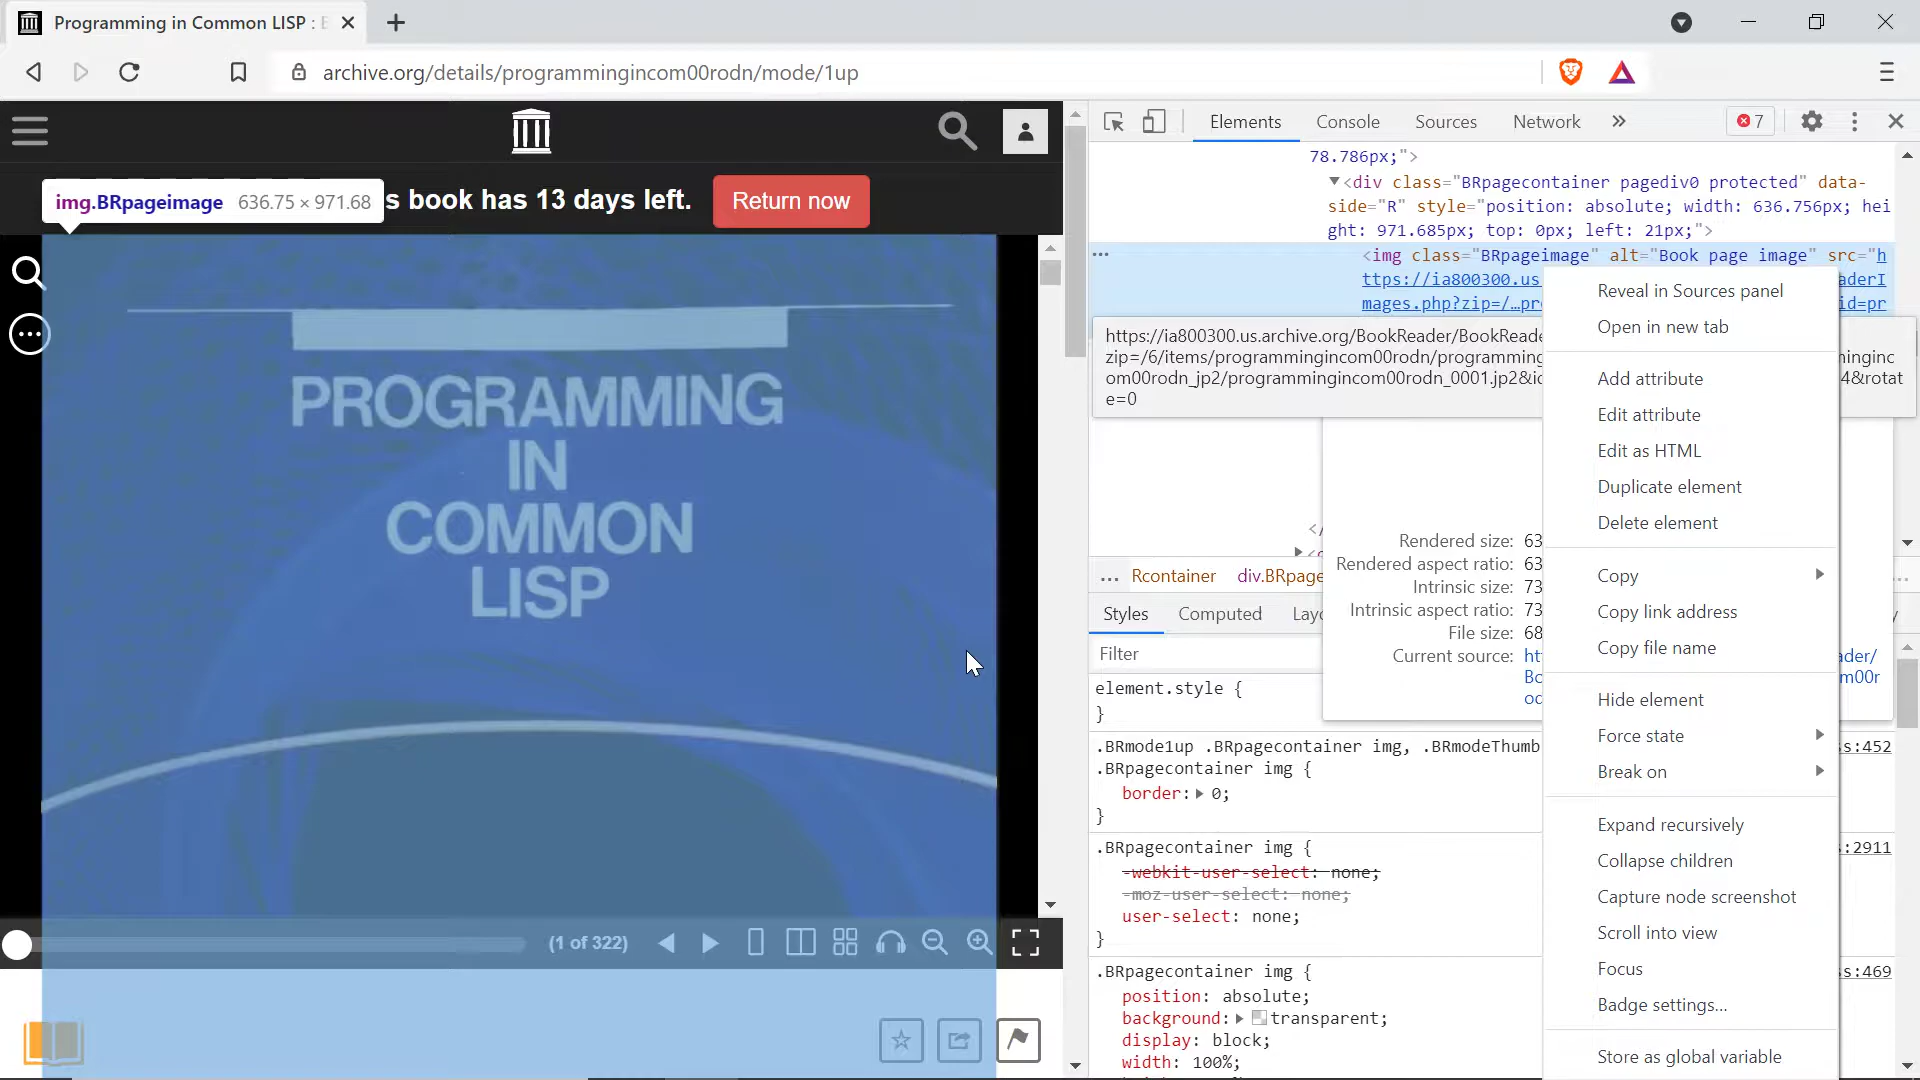 Programming in Common LISP : E
archive.org/details/programmingincom00rodn/mode/1up
img.BRpageimage 636.75 × 971.68
s book has 13 days left.
Return now
PROGRAMMING
IN
COMMON
LISP
(1 of 322)
Elements Console Sources Network » 7
78.786px;">
▼<div class="BRpagecontainer pagediv0 protected" data-
side="R" style="position: absolute; width: 636.756px; hei
ght: 971.685px; top: 0px; left: 21px;">
<img class="BRpageimage" alt="Book page image" src="h
ttps://ia800300.us aderI
mages.php?zip=/…pr id=pr
https://ia800300.us.archive.org/BookReader/BookReade
zip=/6/items/programmingincom00rodn/programming minginc
om00rodn_jp2/programmingincom00rodn_0001.jp2&ic 4&rotat
e=0
</
Rendered size: 63
Rendered aspect ratio: 63
Intrinsic size: 73
Intrinsic aspect ratio: 73
File size: 68
Current source: ht ader/
Bo m00r
oc
... Rcontainer div.BRpage ...
Styles Computed Layo
Filter
element.style {
}
.BRmode1up .BRpagecontainer img, .BRmodeThumb s:452
.BRpagecontainer img {
border: 0;
}
.BRpagecontainer img { s:2911
-webkit-user-select: none;
-moz-user-select: none;
user-select: none;
}
.BRpagecontainer img { s:469
position: absolute;
background: transparent;
display: block;
width: 100%;
Reveal in Sources panel
Open in new tab
Add attribute
Edit attribute
Edit as HTML
Duplicate element
Delete element
Copy
Copy link address
Copy file name
Hide element
Force state
Break on
Expand recursively
Collapse children
Capture node screenshot
Scroll into view
Focus
Badge settings...
Store as global variable